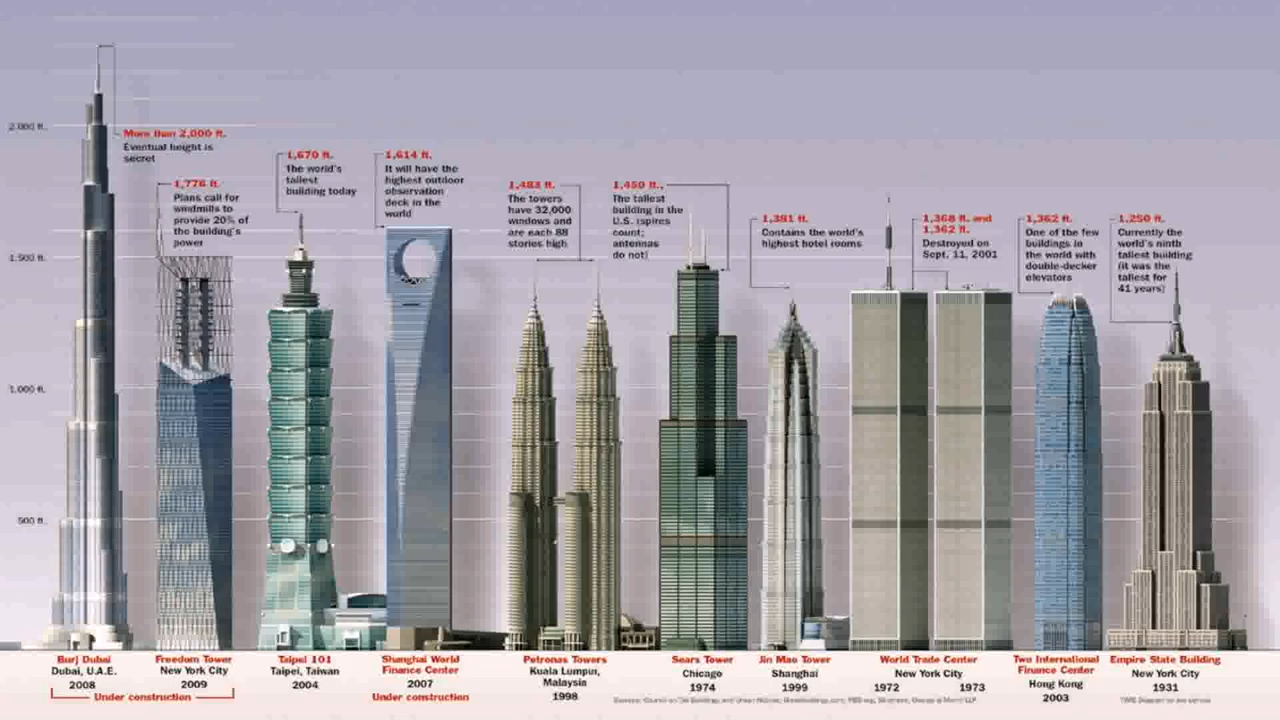 2,000 ft.
1,500 ft.
1,000 ft.
500 ft.
More than 2,000 ft.
Eventual height is
secret
1,776 ft.
Plans call for
windmills to
provide 20% of
the building's
power
1,670 ft.
The world's
tallest
building today
1,614 ft.
It will have the
highest outdoor
observation
deck in the
world
1,483 ft.
The towers
have 32,000
windows and
are each 88
stories high
1,450 ft.,
The tallest
building in the
U.S. (spires
count;
antennas
do not)
1,381 ft.
Contains the world's
highest hotel rooms
1,368 ft. and
1,362 ft.
Destroyed on
Sept. 11, 2001
1,362 ft.
One of the few
buildings in
the world with
double-decker
elevators
1,250 ft.
Currently the
world's ninth
tallest building
(it was the
tallest for
41 years)
Burj Dubai
Dubai, U.A.E.
2008
Freedom Tower
New York City
2009
Under construction
Taipei 101
Taipei, Taiwan
2004
Shanghai World
Finance Center
2007
Under construction
Petronas Towers
Kuala Lumpur,
Malaysia
1998
Sears Tower
Chicago
1974
Jin Mao Tower
Shanghai
1999
World Trade Center
New York City
1972 1973
Two International
Finance Center
Hong Kong
2003
Empire State Building
New York City
1931
Sources: Council on Tall Buildings and Urban Habitat;